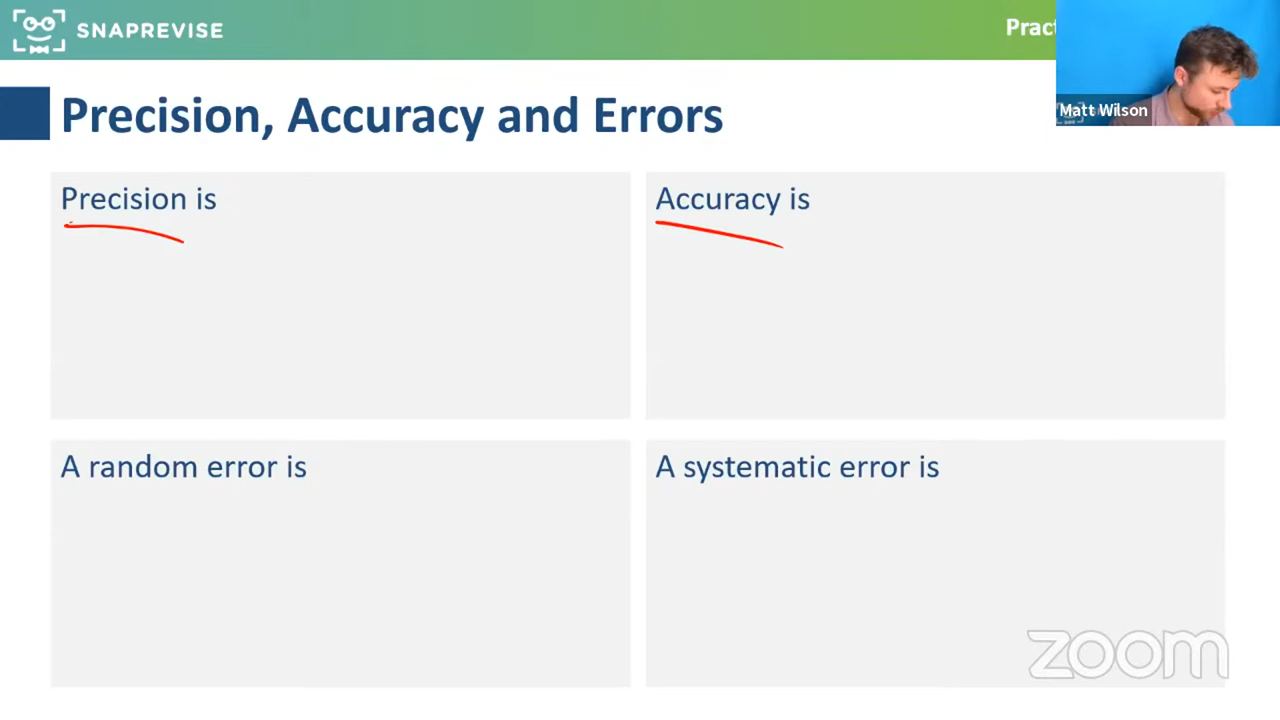 SNAPREVISE
Pract
Matt Wilson
Precision, Accuracy and Errors
Precision is
Accuracy is
A random error is
A systematic error is
zoom